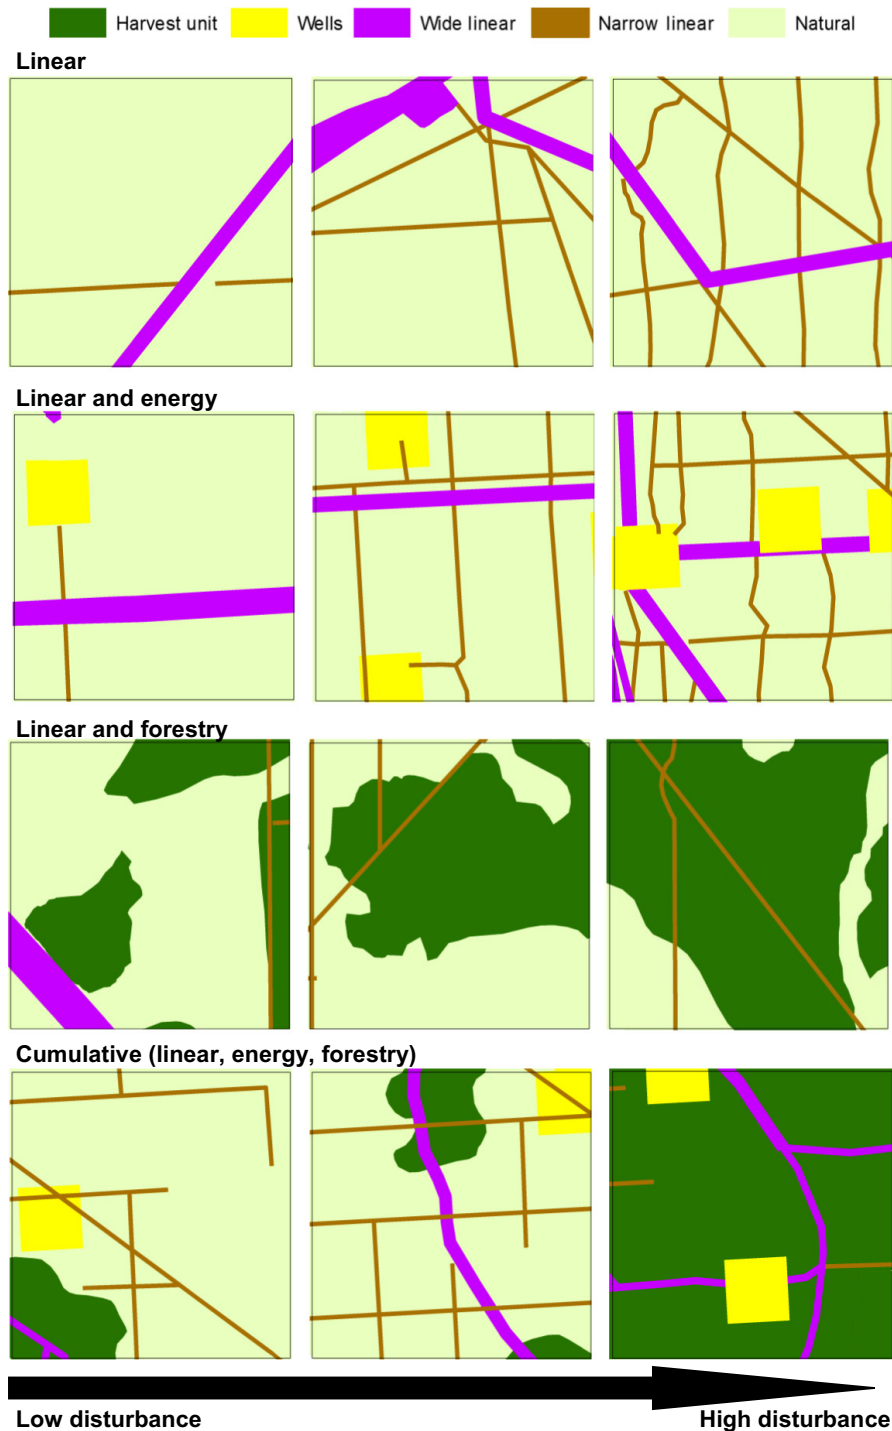 Harvest unit Wells Wide linear Narrow linear Natural
Linear
Linear and energy
Linear and forestry
Cumulative (linear, energy, forestry)
Low disturbance High disturbance